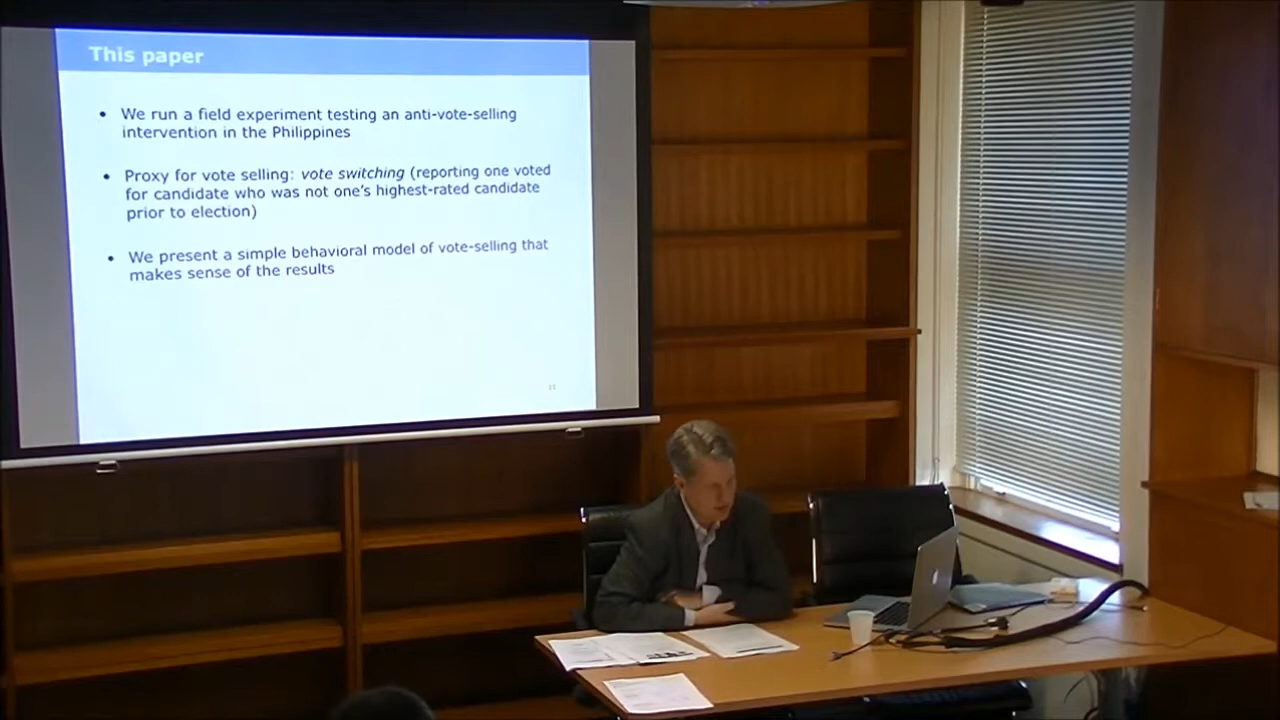 This paper
• We run a field experiment testing an anti-vote-selling
intervention in the Philippines
• Proxy for vote selling: vote switching (reporting one voted
for candidate who was not one's highest-rated candidate
prior to election)
• We present a simple behavioral model of vote-selling that
makes sense of the results